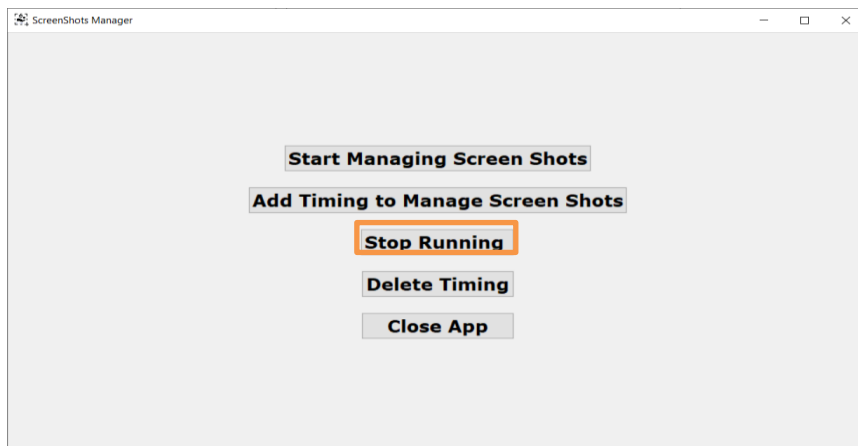 ScreenShots Manager
Start Managing Screen Shots
Add Timing to Manage Screen Shots
Stop Running
Delete Timing
Close App